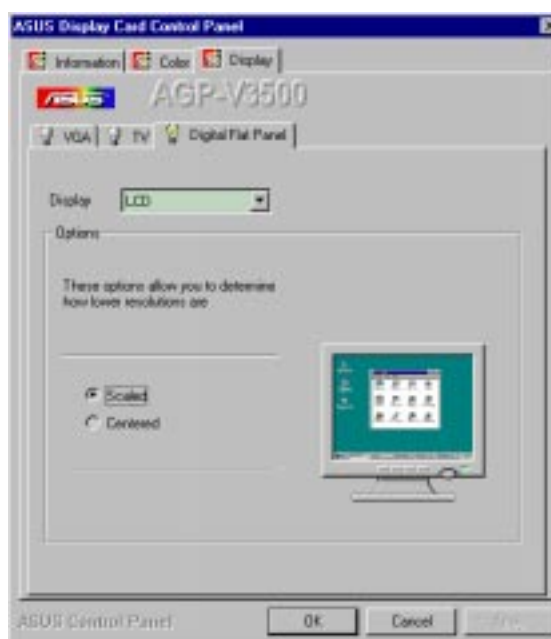 ASUS Display Card Control Panel
Information Color Display
ASUS AGP-V3500
VGA TV Digital Flat Panel
Display LCD
Options
These options allow you to determine
how lower resolutions are
Scaled
Centered
ASUS Control Panel OK Cancel